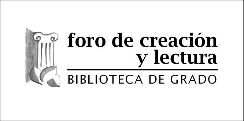 foro de creación
y lectura
BIBLIOTECA DE GRADO